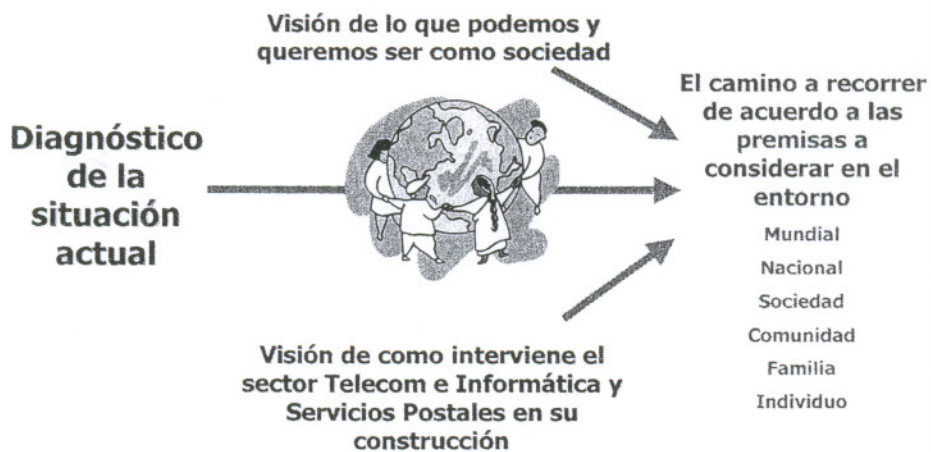 Visión de lo que podemos y
queremos ser como sociedad
Diagnóstico
de la
situación
actual
El camino a recorrer
de acuerdo a las
premisas a
considerar en el
entorno
Mundial
Nacional
Sociedad
Comunidad
Familia
Individuo
Visión de como interviene el
sector Telecom e Informática y
Servicios Postales en su
construcción